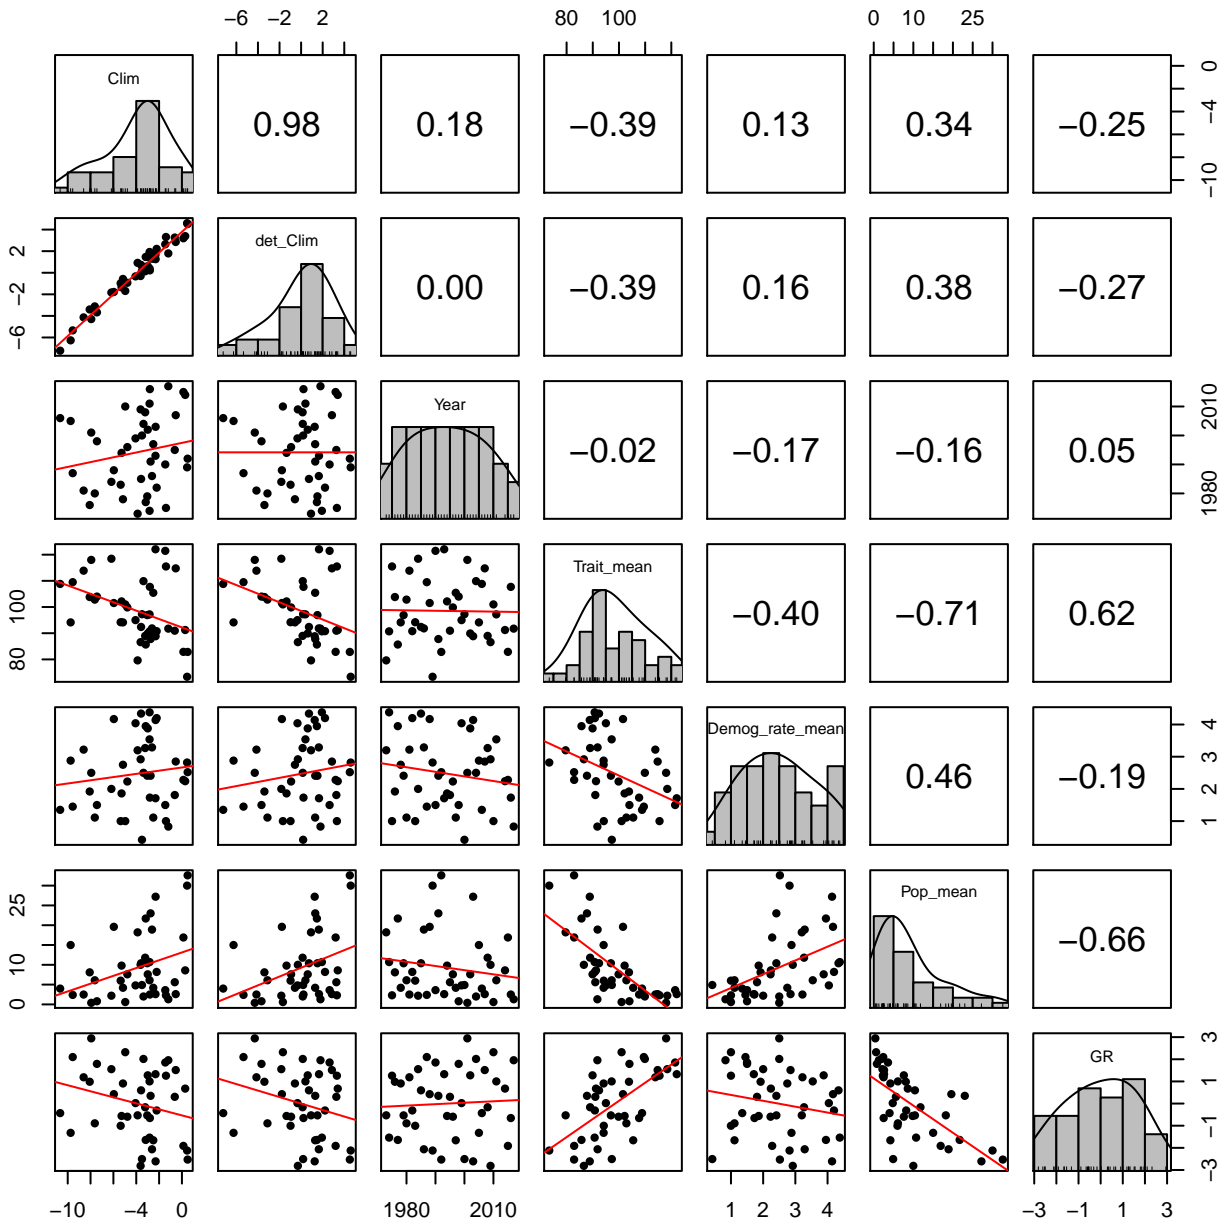 −6 −2 2 80 100 0 10 25
Clim 0.98 0.18 −0.39 0.13 0.34 −0.25 −10 −4 0
−6 −2 2 det_Clim 0.00 −0.39 0.16 0.38 −0.27
Year −0.02 −0.17 −0.16 0.05 1980 2010
80 100 Trait_mean −0.40 −0.71 0.62
Demog_rate_mean 0.46 −0.19 1 2 3 4
0 10 25 Pop_mean −0.66
GR −3 −1 1 3
−10 −4 0 1980 2010 1 2 3 4 −3 −1 1 3